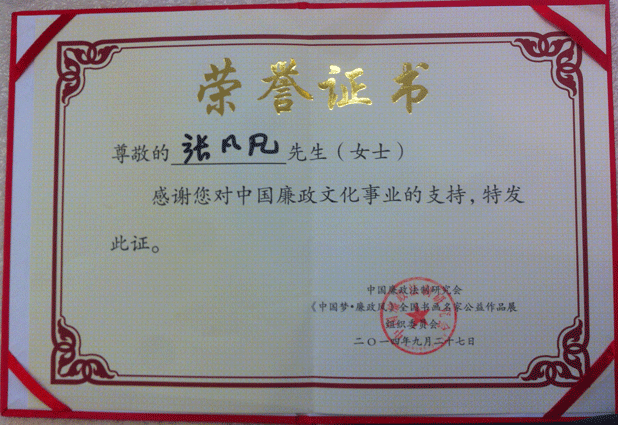 荣誉证书
尊敬的张凡凡先生（女士）
感谢您对中国廉政文化事业的支持，特发
此证。
中国廉政法制研究会
《中国梦·廉政风》全国书画名家公益作品展
组织委员会
二〇一四年九月二十七日